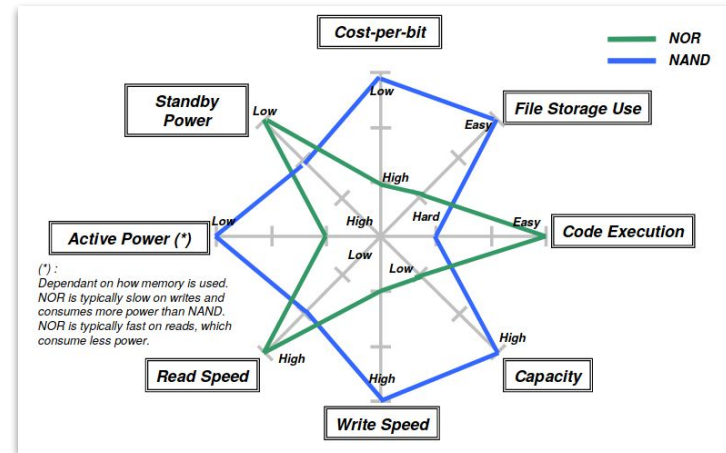 Cost-per-bit
NOR
NAND
Standby
Power
Low
Low
File Storage Use
Easy
High
Hard
Easy
Code Execution
Active Power (*)
Low
High
Low
Low
(*) :
Dependant on how memory is used.
NOR is typically slow on writes and
consumes more power than NAND.
NOR is typically fast on reads, which
consume less power.
High
High
Read Speed
High
Capacity
Write Speed